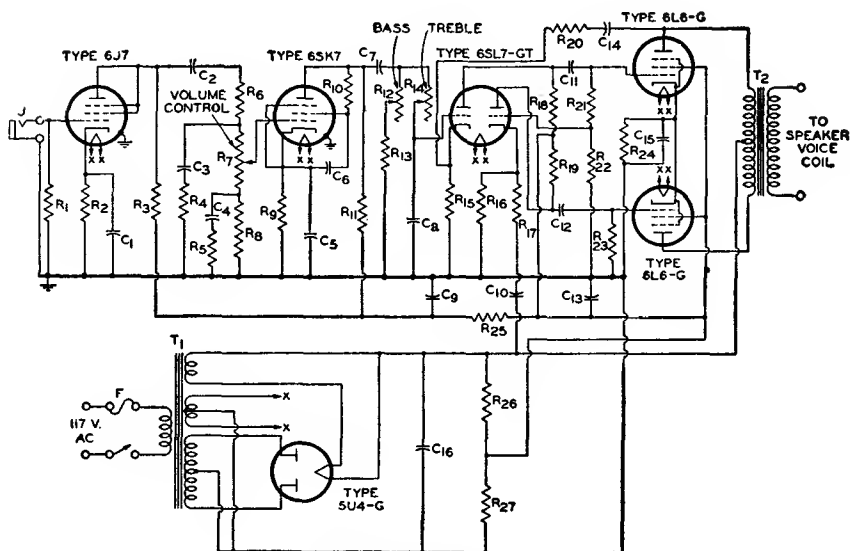 TYPE 6L6-G
BASS
TREBLE
R20
C14
TYPE 6J7
TYPE 6SK7
C7
TYPE 6SL7-GT
T2
C2
R6
R10
R12
R14
C11
R18
R21
VOLUME
CONTROL
J
C3
R7
C6
R13
R19
R22
C15
R24
TO
SPEAKER
VOICE
COIL
R1
R2
R3
R4
C4
R8
R9
R11
R15
R16
R17
C12
R23
C1
R5
C5
C8
TYPE
6L6-G
C9
C10
C13
R25
T1
F
117 V.
AC
X
X
R26
C16
R27
TYPE
5U4-G
X X
X X
X X
X X
X X